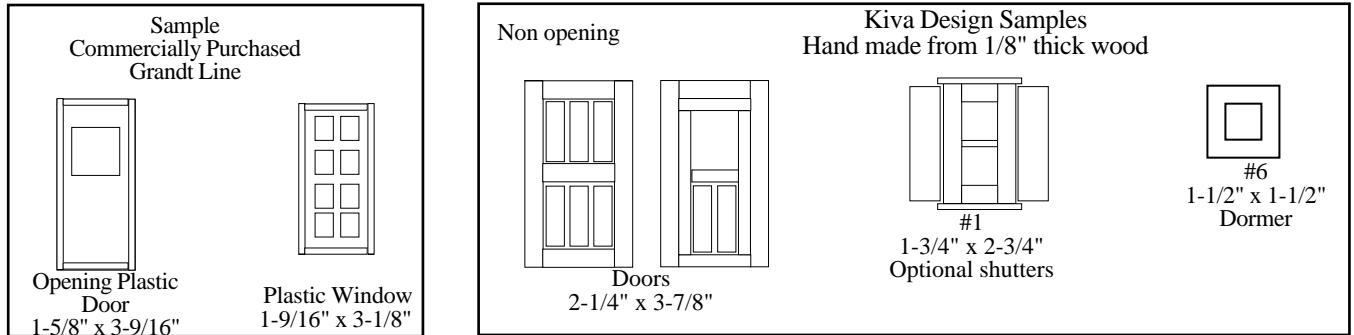 Sample
Commercially Purchased
Grandt Line
Opening Plastic
Door
1-5/8" x 3-9/16"
Plastic Window
1-9/16" x 3-1/8"
Kiva Design Samples
Hand made from 1/8" thick wood
Non opening
Doors
2-1/4" x 3-7/8"
#1
1-3/4" x 2-3/4"
Optional shutters
#6
1-1/2" x 1-1/2"
Dormer